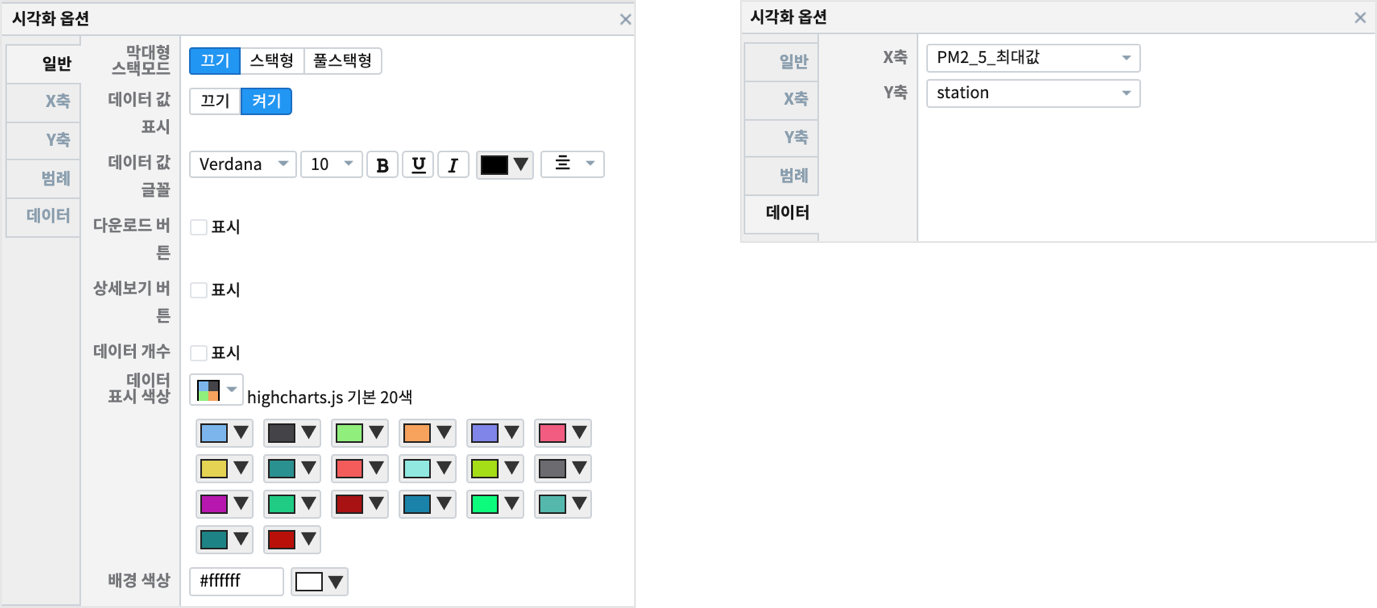 시각화 옵션
×
일반
X축
Y축
범례
데이터
막대형
스택모드
끄기 스택형 풀스택형
데이터 값
표시
끄기 켜기
데이터 값
글꼴
Verdana 10 B U I
다운로드 버
튼
표시
상세보기 버
튼
표시
데이터 개수
표시
데이터
표시 색상
highcharts.js 기본 20색
배경 색상
#ffffff
시각화 옵션
×
일반
X축
Y축
범례
데이터
X축
PM2_5_최대값
Y축
station